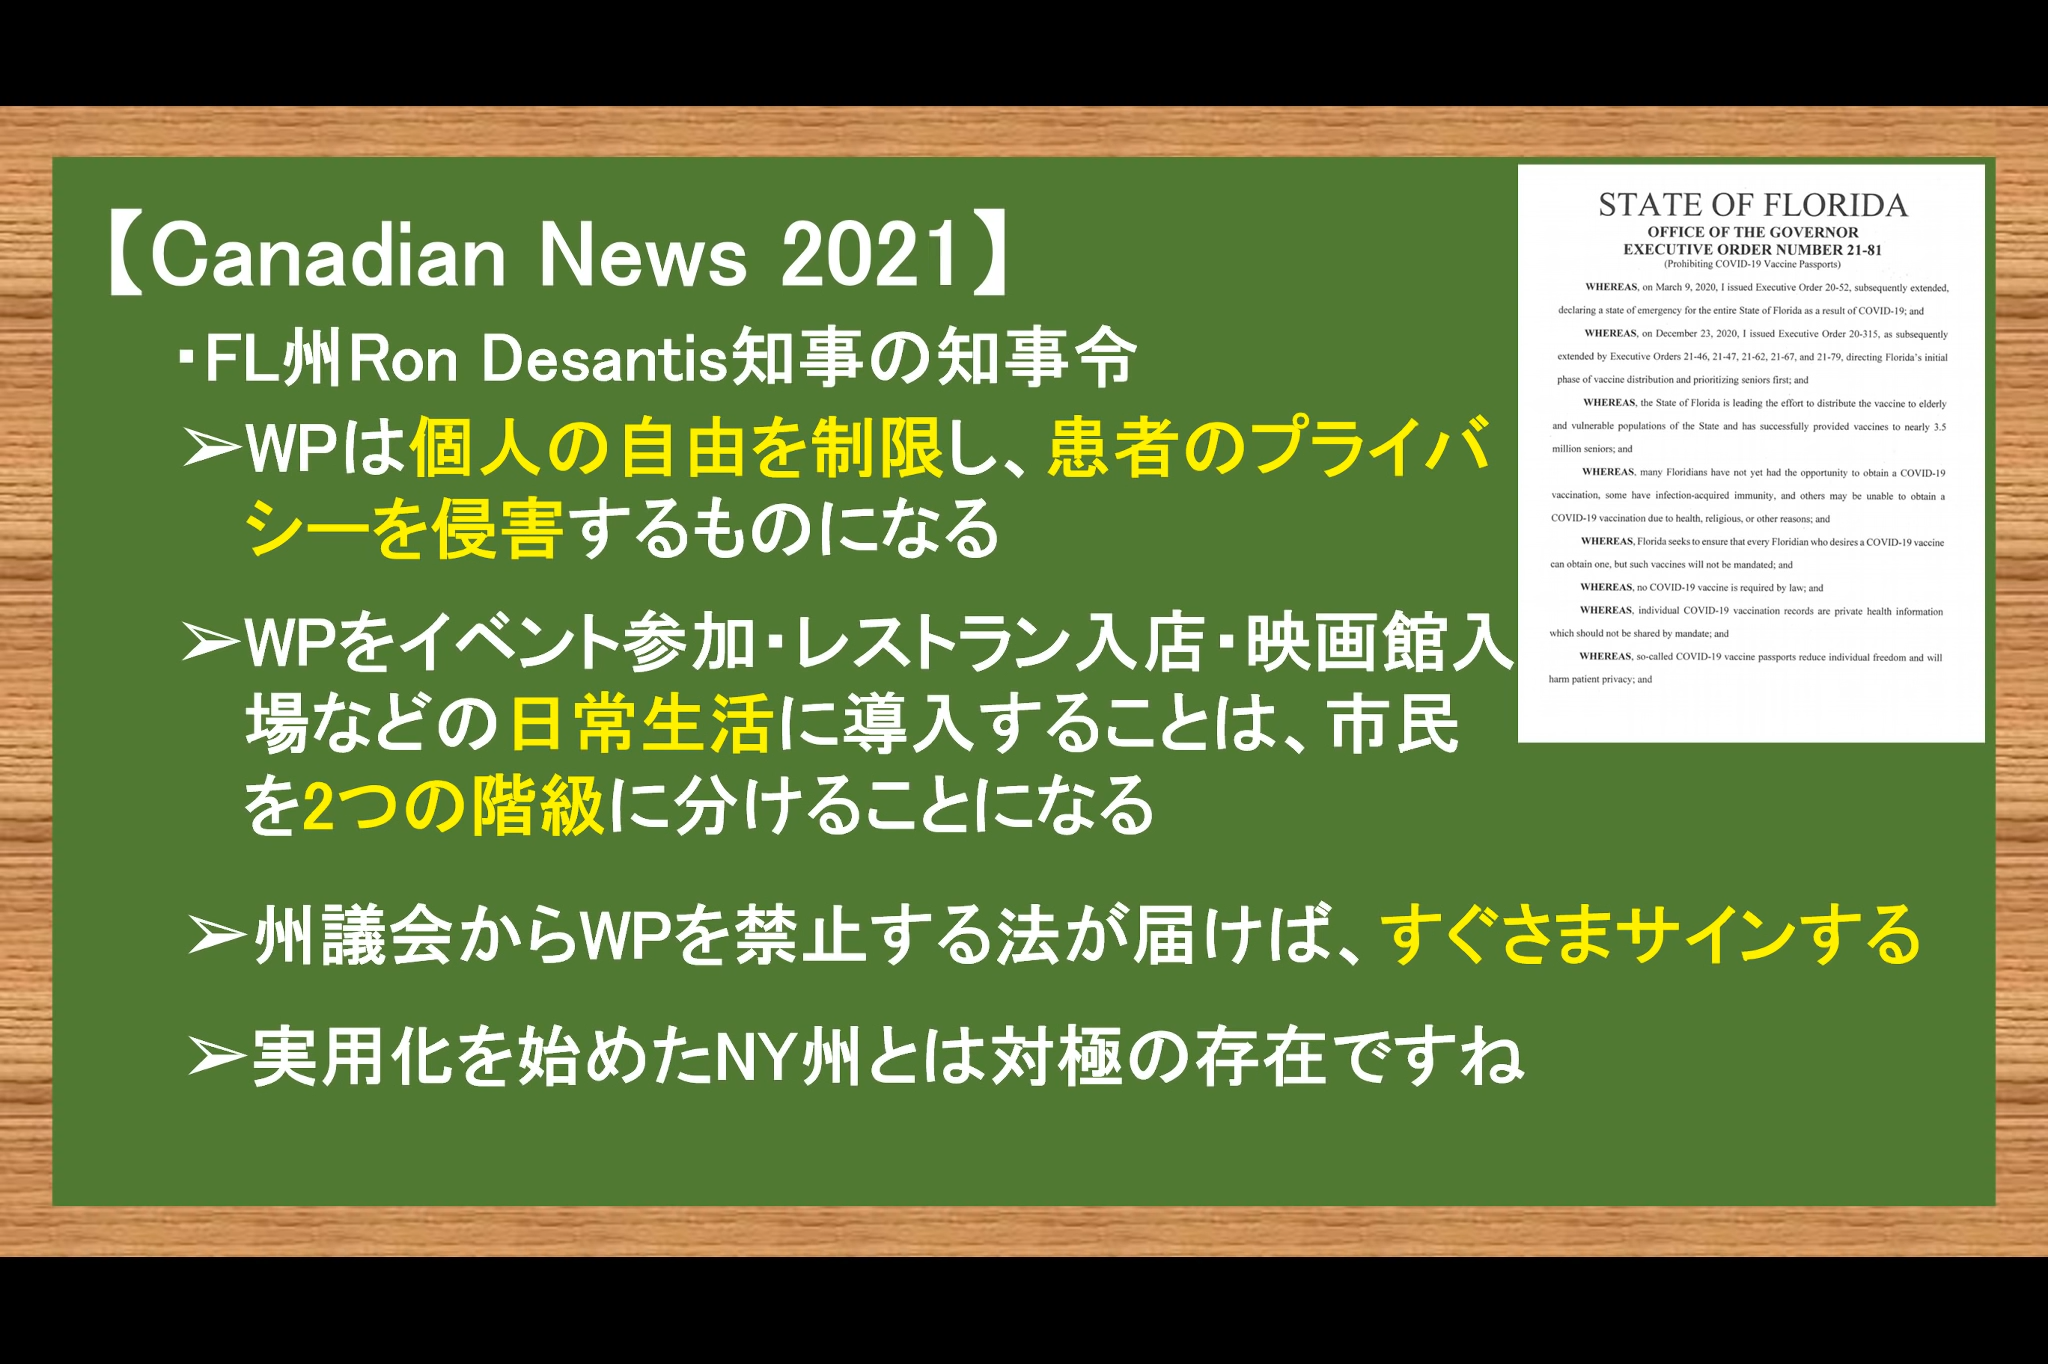 【Canadian News 2021】
・FL州Ron Desantis知事の知事令
➢WPは個人の自由を制限し、患者のプライバ
シーを侵害するものになる
➢WPをイベント参加・レストラン入店・映画館入
場などの日常生活に導入することは、市民
を2つの階級に分けることになる
➢州議会からWPを禁止する法が届けば、すぐさまサインする
➢実用化を始めたNY州とは対極の存在ですね
STATE OF FLORIDA
OFFICE OF THE GOVERNOR
EXECUTIVE ORDER NUMBER 21-81
(Prohibiting COVID-19 Vaccine Passports)
WHEREAS, on March 9, 2020, I issued Executive Order 20-52, subsequently extended,
declaring a state of emergency for the entire State of Florida as a result of COVID-19; and
WHEREAS, on December 23, 2020, I issued Executive Order 20-315, as subsequently
extended by Executive Orders 21-46, 21-47, 21-62, 21-67, and 21-79, directing Florida's initial
phase of vaccine distribution and prioritizing seniors first; and
WHEREAS, the State of Florida is leading the effort to distribute the vaccine to elderly
and vulnerable populations of the State and has successfully provided vaccines to nearly 3.5
million seniors; and
WHEREAS, many Floridians have not yet had the opportunity to obtain a COVID-19
vaccination, some have infection-acquired immunity, and others may be unable to obtain a
COVID-19 vaccination due to health, religious, or other reasons; and
WHEREAS, Florida seeks to ensure that every Floridian who desires a COVID-19 vaccine
can obtain one, but such vaccines will not be mandated; and
WHEREAS, no COVID-19 vaccine is required by law; and
WHEREAS, individual COVID-19 vaccination records are private health information
which should not be shared by mandate; and
WHEREAS, so-called COVID-19 vaccine passports reduce individual freedom and will
harm patient privacy; and